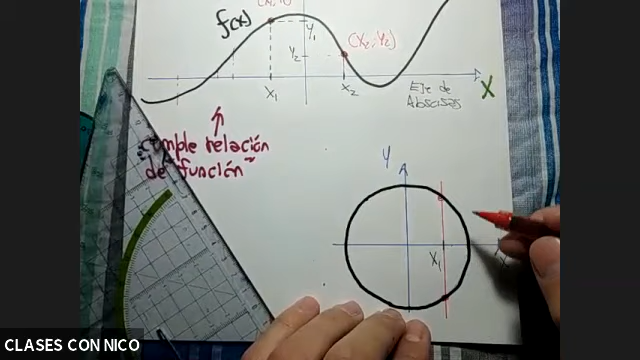 f(x)
Y1
(X2,Y2)
Y2
X1
X2
Eje de
Abscisas
X
cumple relación
de "función"
Y
X1
CLASES CON NICO